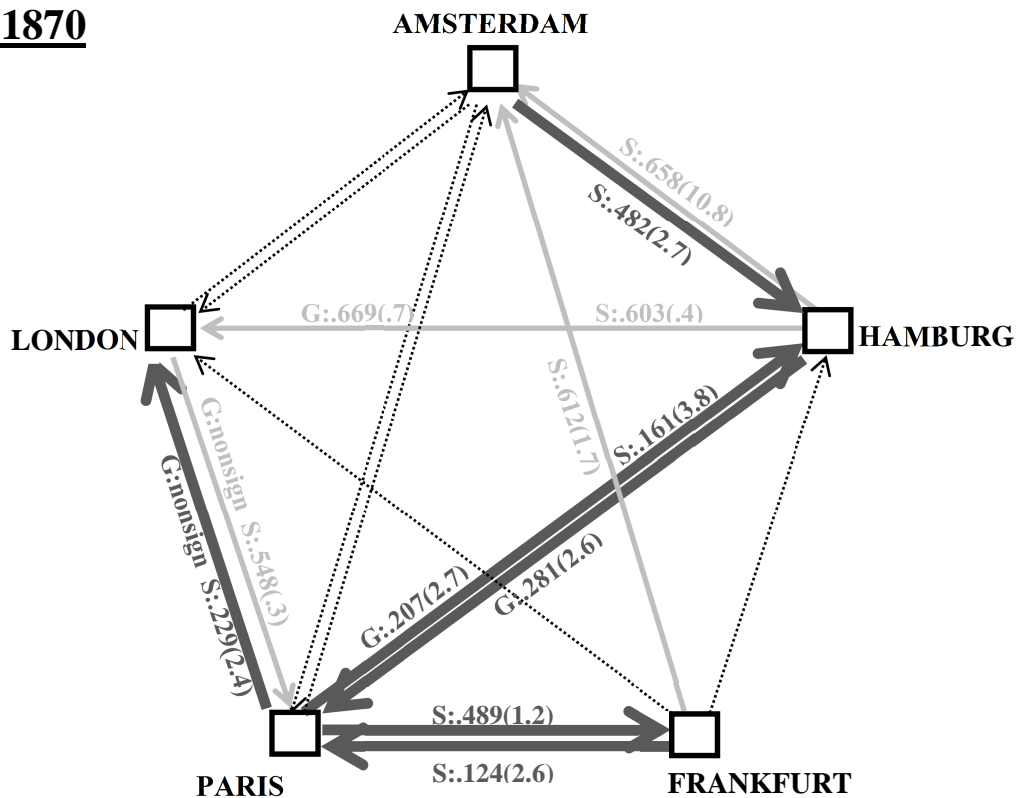 1870
AMSTERDAM
S:.658(10.8)
S:.482(2.7)
G:.669(.7)
S:.603(.4)
LONDON
HAMBURG
S:.612(1.7)
S:.161(3.8)
G:nonsign S:.548(.3)
G:nonsign S:.229(2.4)
G:.207(2.7)
G:.281(2.6)
S:.489(1.2)
S:.124(2.6)
PARIS
FRANKFURT